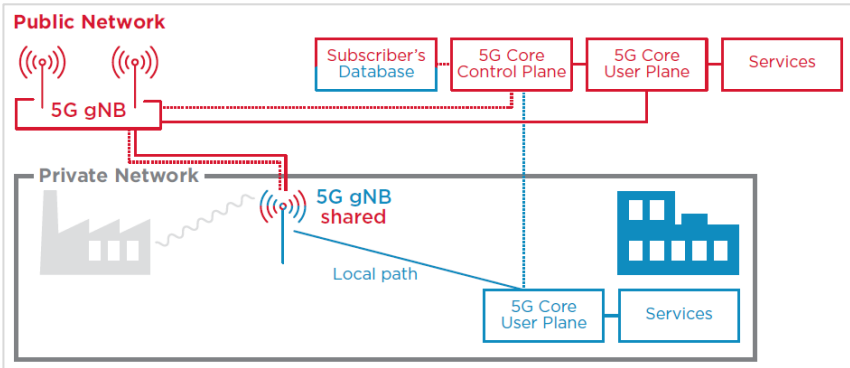 Public Network
Subscriber's
Database
5G Core
Control Plane
5G Core
User Plane
Services
5G gNB
Private Network
5G gNB
shared
Local path
5G Core
User Plane
Services